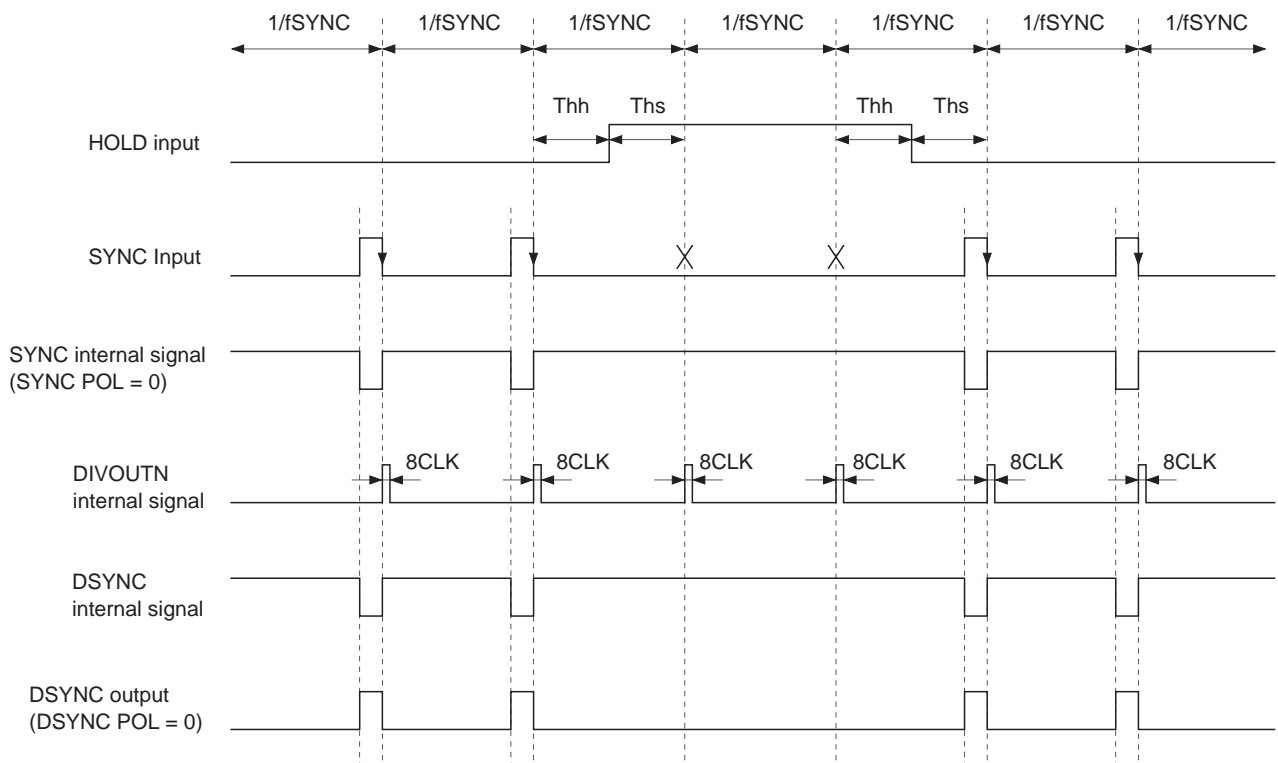 1/fSYNC 1/fSYNC 1/fSYNC 1/fSYNC 1/fSYNC 1/fSYNC 1/fSYNC
Thh Ths Thh Ths
HOLD input
SYNC Input
SYNC internal signal
(SYNC POL = 0)
8CLK 8CLK 8CLK 8CLK 8CLK 8CLK
DIVOUTN
internal signal
DSYNC
internal signal
DSYNC output
(DSYNC POL = 0)